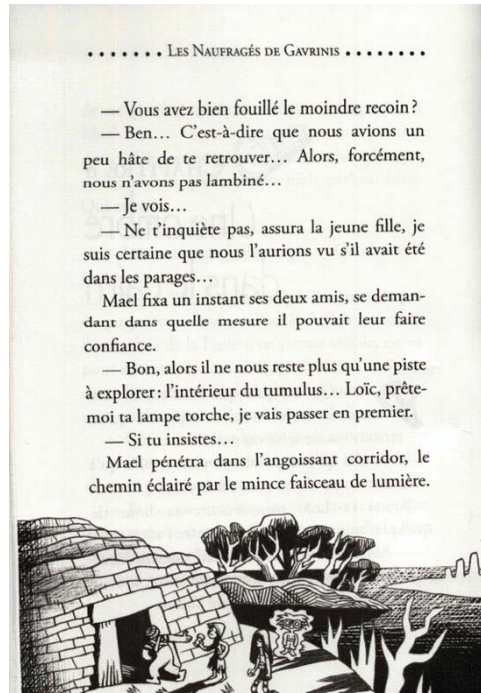 • • • • • • • LES NAUFRAGÉS DE GAVRINIS • • • • • • • •
— Vous avez bien fouillé le moindre recoin ?
— Ben… C'est-à-dire que nous avions un
peu hâte de te retrouver… Alors, forcément,
nous n'avons pas lambiné…
— Je vois…
— Ne t'inquiète pas, assura la jeune fille, je
suis certaine que nous l'aurions vu s'il avait été
dans les parages…
Mael fixa un instant ses deux amis, se deman-
dant dans quelle mesure il pouvait leur faire
confiance.
— Bon, alors il ne nous reste plus qu'une piste
à explorer : l'intérieur du tumulus… Loïc, prête-
moi ta lampe torche, je vais passer en premier.
— Si tu insistes…
Mael pénétra dans l'angoissant corridor, le
chemin éclairé par le mince faisceau de lumière.